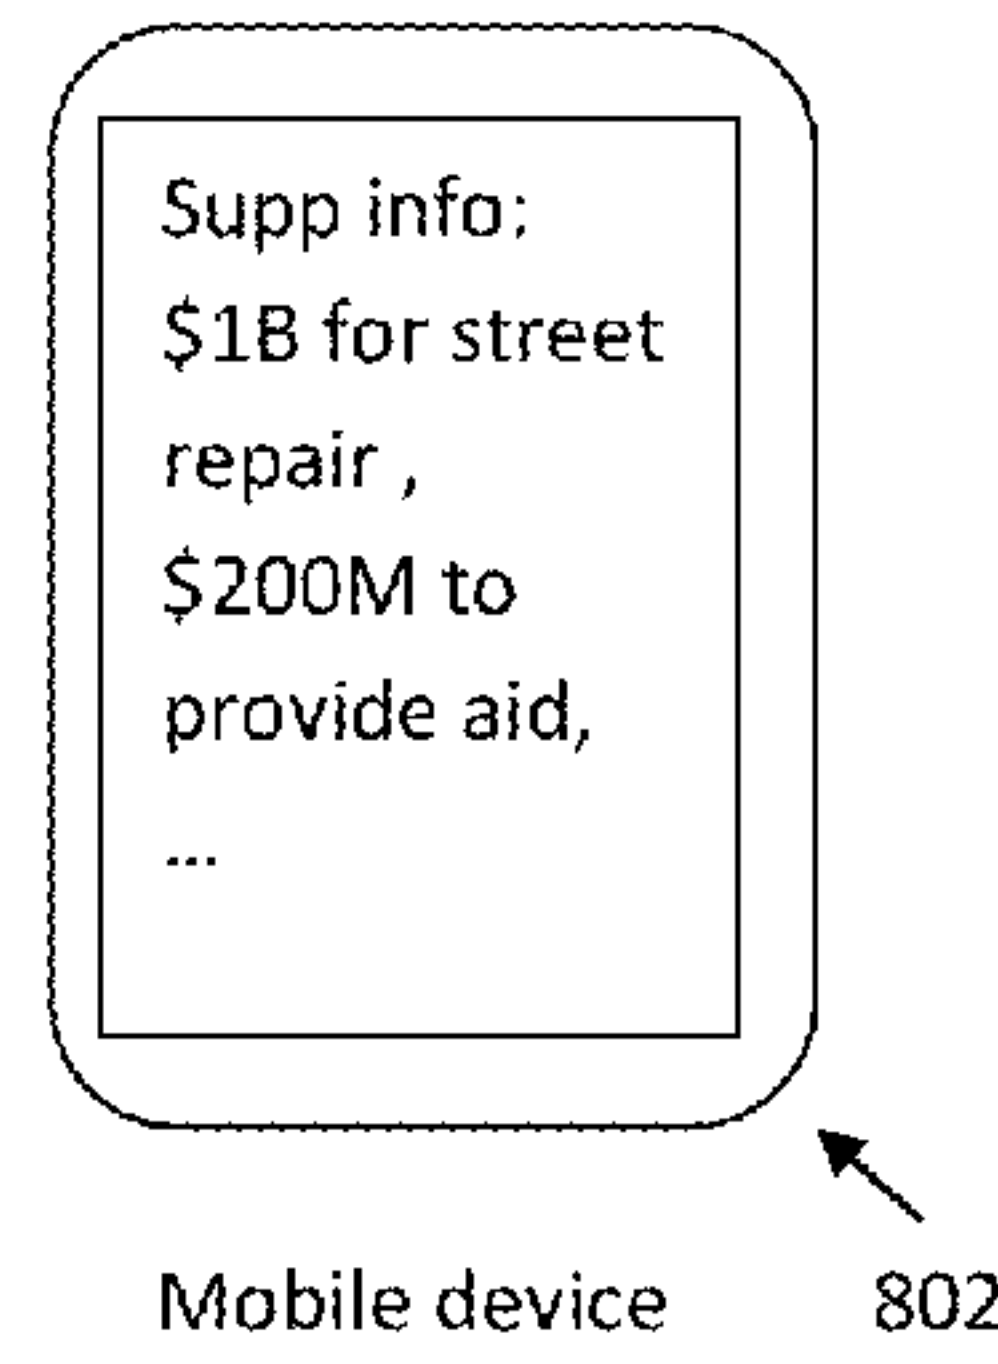 Supp info:
$1B for street
repair ,
$200M to
provide aid,
...
Mobile device 802